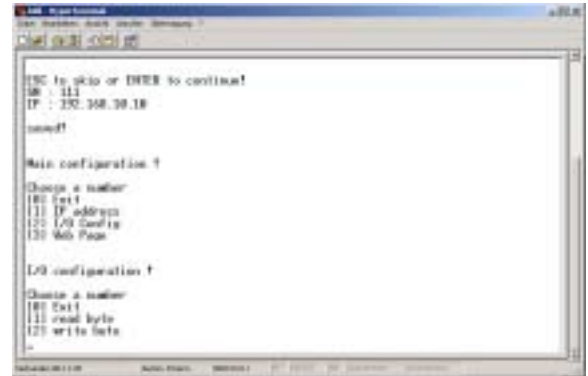 ESC to skip or ENTER to continue!
SN : 111
IP : 192.168.10.10
saved!
Main configuration !
Choose a number
[0] Exit
[1] IP address
[2] I/O Config
[3] Web Page
I/O configuration !
Choose a number
[0] Exit
[1] read byte
[2] write byte